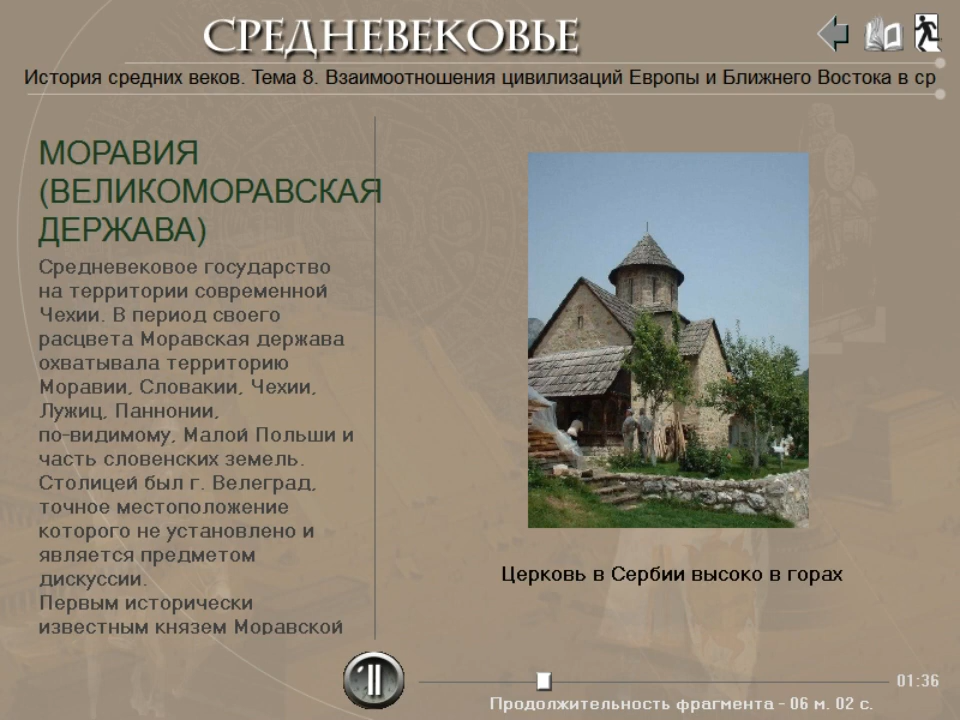 СРЕДНЕВЕКОВЬЕ
История средних веков. Тема 8. Взаимоотношения цивилизаций Европы и Ближнего Востока в ср
МОРАВИЯ
(ВЕЛИКОМОРАВСКАЯ
ДЕРЖАВА)
Средневековое государство
на территории современной
Чехии. В период своего
расцвета Моравская держава
охватывала территорию
Моравии, Словакии, Чехии,
Лужиц, Паннонии,
по-видимому, Малой Польши и
часть словенских земель.
Столицей был г. Велеград,
точное местоположение
которого не установлено и
является предметом
дискуссии.
Первым исторически
известным князем Моравской
Церковь в Сербии высоко в горах
01:36
Продолжительность фрагмента - 06 м. 02 с.